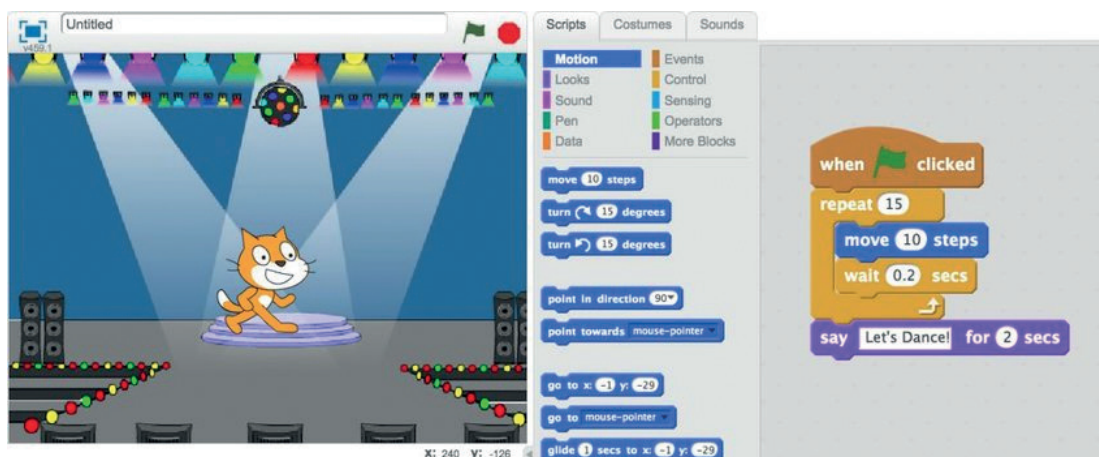 Untitled
v459.1
X: 240 Y: -126
Scripts Costumes Sounds
Motion Events
Looks Control
Sound Sensing
Pen Operators
Data More Blocks
move 10 steps
turn 15 degrees
turn 15 degrees
point in direction 90
point towards mouse-pointer
go to x: -1 y: -29
go to mouse-pointer
glide 1 secs to x: -1 y: -29
when clicked
repeat 15
move 10 steps
wait 0.2 secs
say Let's Dance! for 2 secs